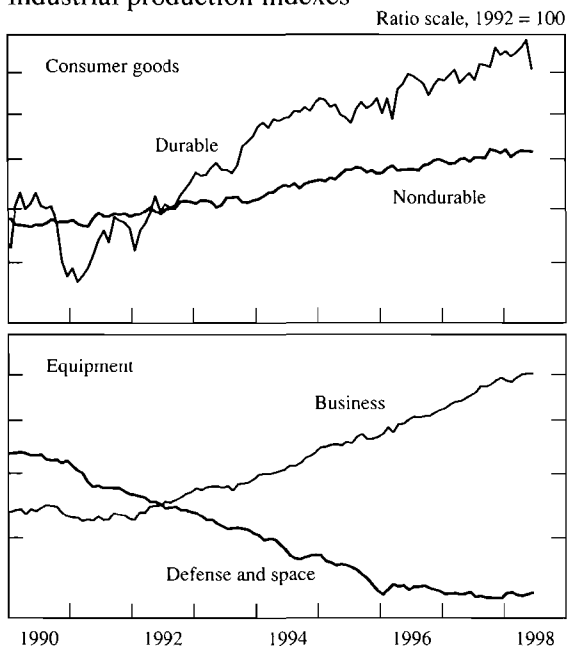 Industrial production indexes
Ratio scale, 1992 = 100
Consumer goods
Durable
Nondurable
Equipment
Business
Defense and space
1990 1992 1994 1996 1998